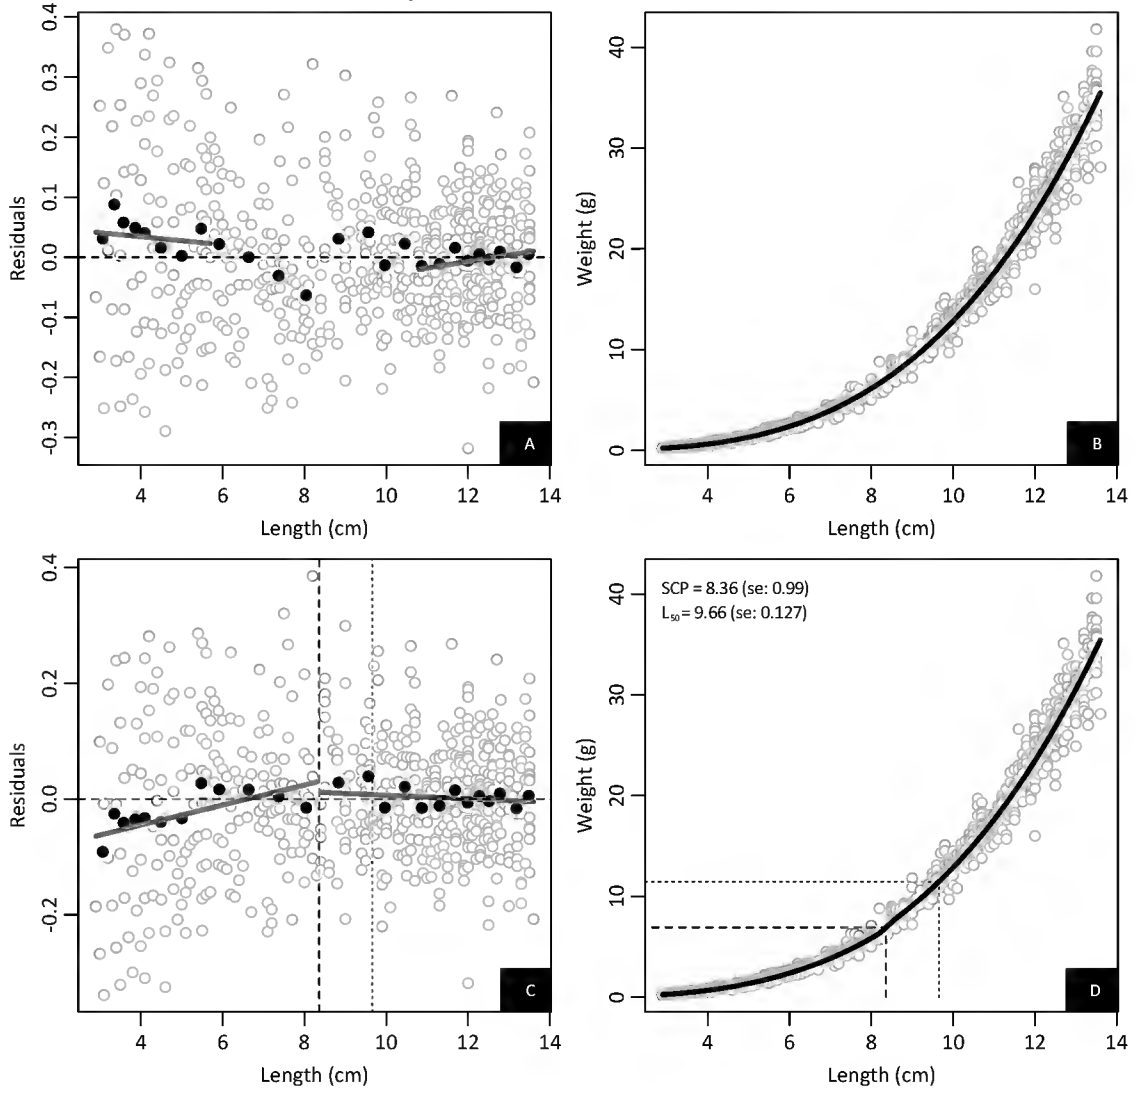 0.4
0.3
0.2
0.1
0.0
-0.1
-0.2
-0.3
Residuals
4 6 8 10 12 14
Length (cm)
A
40
30
20
10
0
Weight (g)
4 6 8 10 12 14
Length (cm)
B
0.4
0.2
0.0
-0.2
Residuals
4 6 8 10 12 14
Length (cm)
C
SCP = 8.36 (se: 0.99)
L50 = 9.66 (se: 0.127)
40
30
20
10
0
Weight (g)
4 6 8 10 12 14
Length (cm)
D